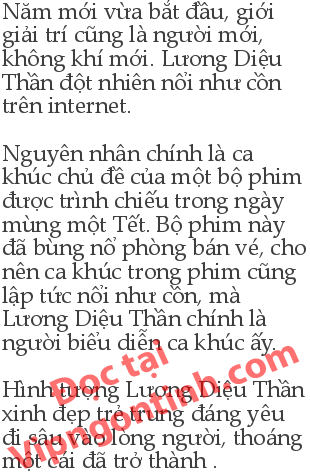 Năm mới vừa bắt đầu, giới
giải trí cũng là người mới,
không khí mới. Lương Diệu
Thần đột nhiên nổi như cồn
trên internet.
Nguyên nhân chính là ca
khúc chủ đề của một bộ phim
được trình chiếu trong ngày
mùng một Tết. Bộ phim này
đã bùng nổ phòng bán vé, cho
nên ca khúc trong phim cũng
lập tức nổi như cồn, mà
Lương Diệu Thần chính là
người biểu diễn ca khúc ấy.
Hình tượng Lương Diệu Thần
xinh đẹp trẻ trung đáng yêu
đi sâu vào lòng người, thoáng
một cái đã trở thành .
Đọc tại
Vipngontinh.com